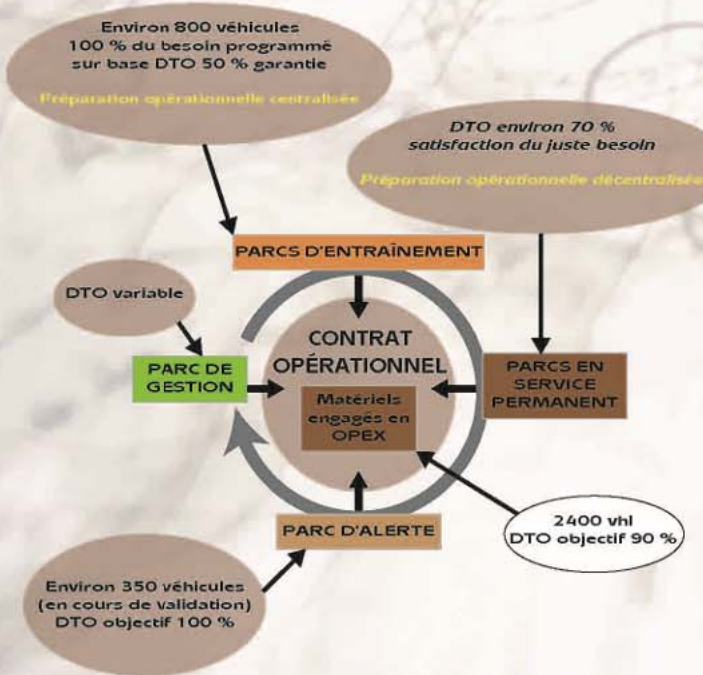 Environ 800 véhicules
100 % du besoin programmé
sur base DTO 50 % garantie
Préparation opérationnelle centralisée
DTO environ 70 %
satisfaction du juste besoin
Préparation opérationnelle décentralisée
PARCS D'ENTRAÎNEMENT
DTO variable
PARC DE
GESTION
CONTRAT
OPÉRATIONNEL
Matériels
engagés en
OPEX
PARCS EN
SERVICE
PERMANENT
PARC D'ALERTE
2400 vhl
DTO objectif 90 %
Environ 350 véhicules
(en cours de validation)
DTO objectif 100 %